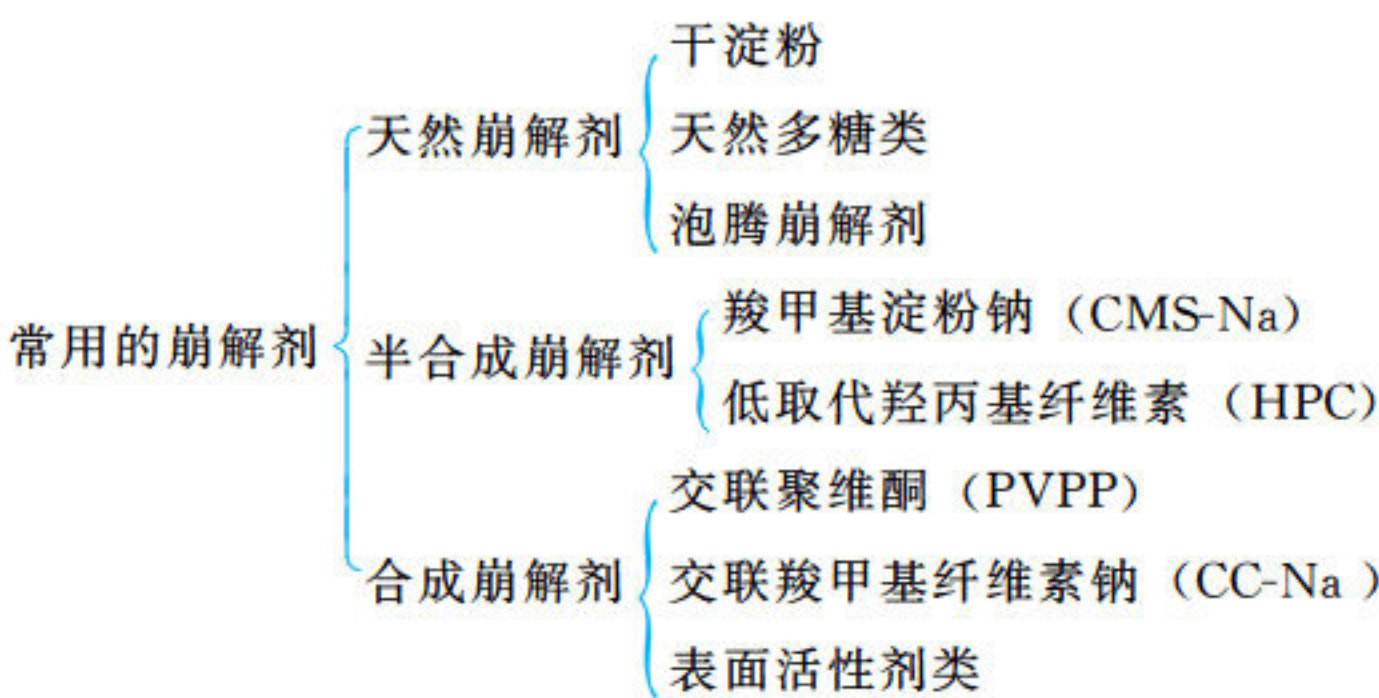 常用的崩解剂
天然崩解剂
干淀粉
天然多糖类
泡腾崩解剂
半合成崩解剂
羧甲基淀粉钠（CMS-Na）
低取代羟丙基纤维素（HPC）
合成崩解剂
交联聚维酮（PVPP）
交联羧甲基纤维素钠（CC-Na ）
表面活性剂类